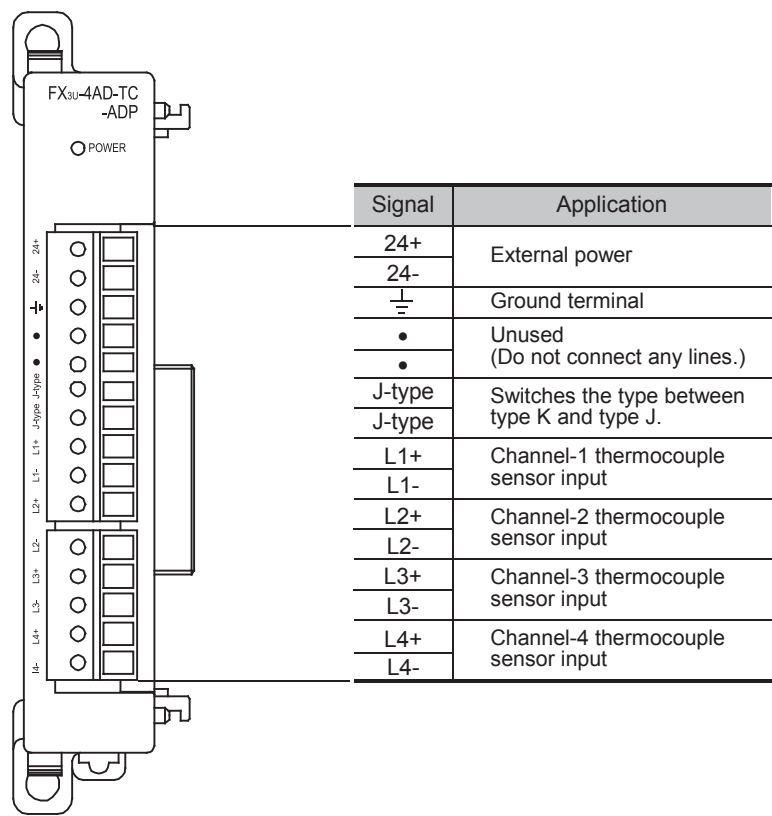 FX3U-4AD-TC
-ADP
POWER
24+
24-
⏚
•
•
J-type
J-type
L1+
L1-
L2+
L2-
L3+
L3-
L4+
I4-
Signal Application
24+
24-
External power
⏚ Ground terminal
•
•
Unused
(Do not connect any lines.)
J-type
J-type
Switches the type between
type K and type J.
L1+
L1-
Channel-1 thermocouple
sensor input
L2+
L2-
Channel-2 thermocouple
sensor input
L3+
L3-
Channel-3 thermocouple
sensor input
L4+
L4-
Channel-4 thermocouple
sensor input